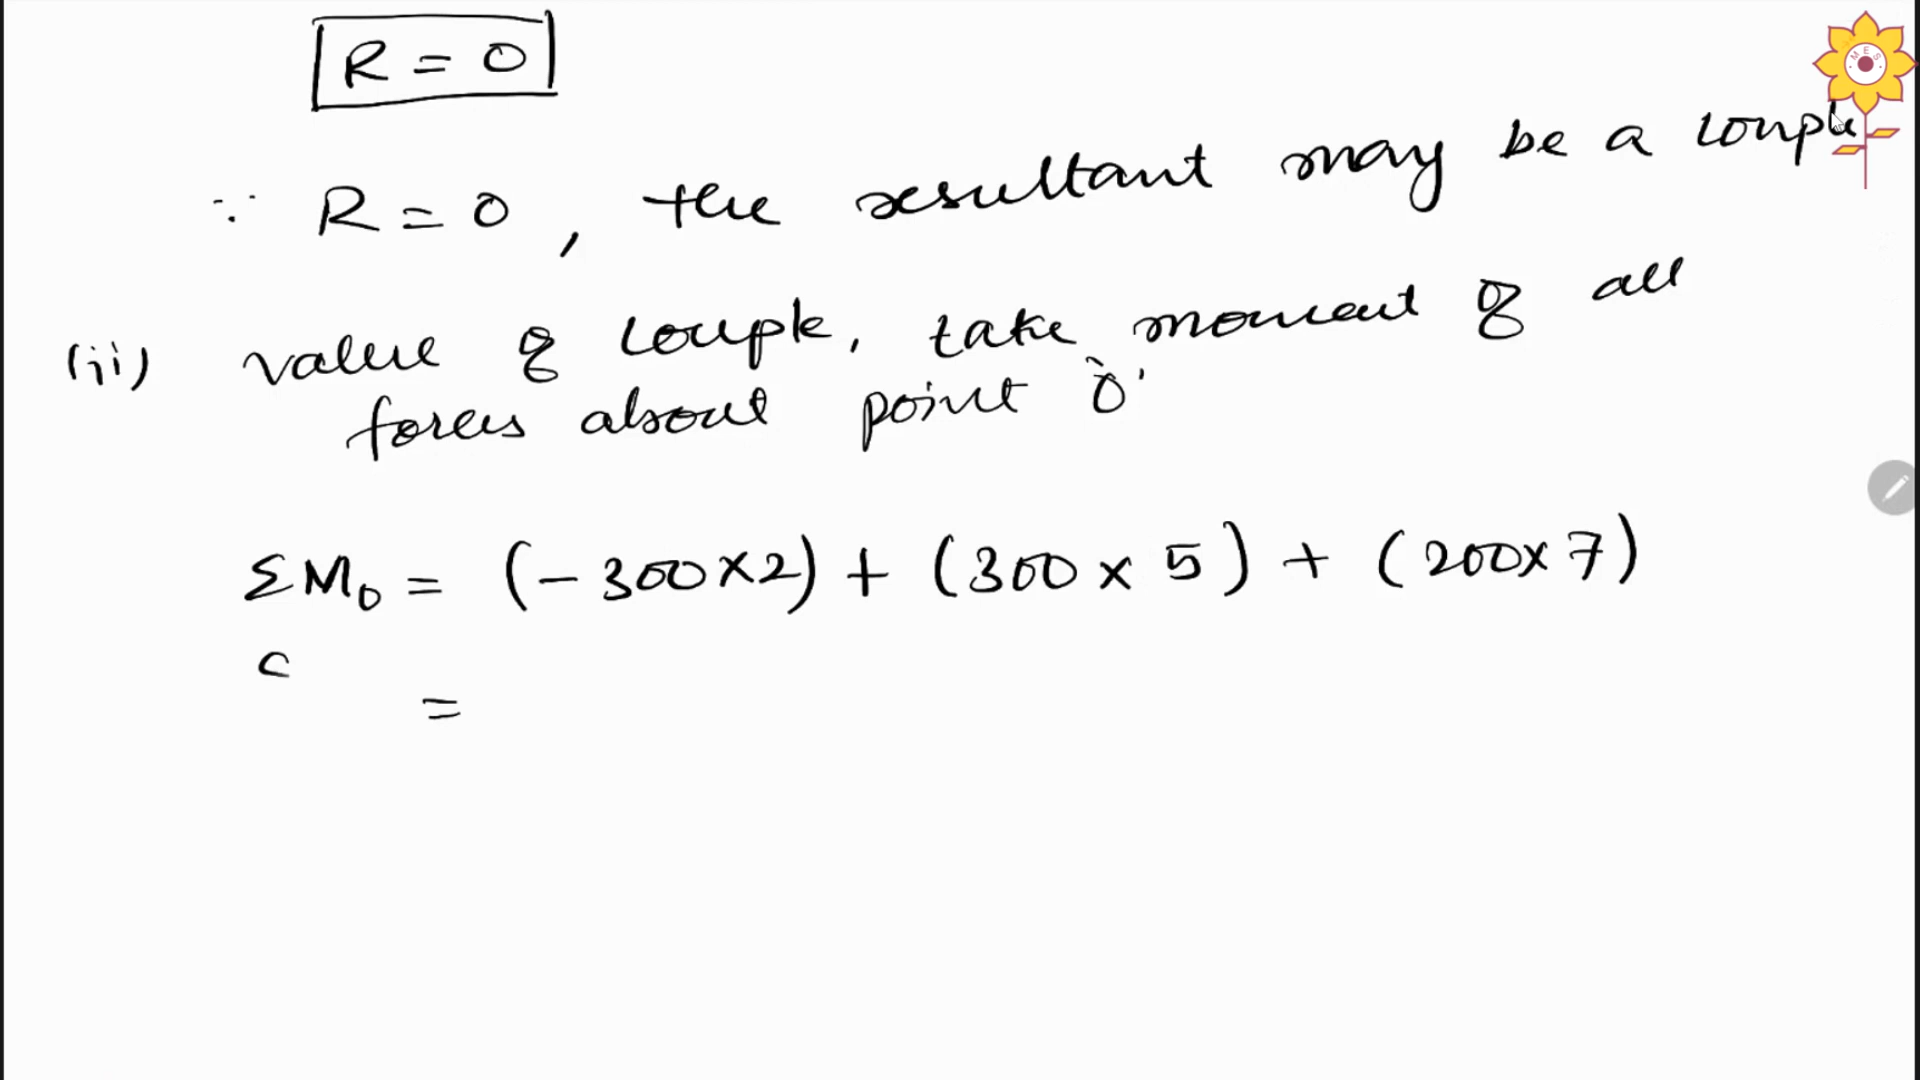 R = 0
∵ R = 0, the resultant may be a couple
(ii) value of couple, take moment of all
forces about point 'O'
ΣM₀ = (-300×2) + (300×5) + (200×7)
C
=
MES